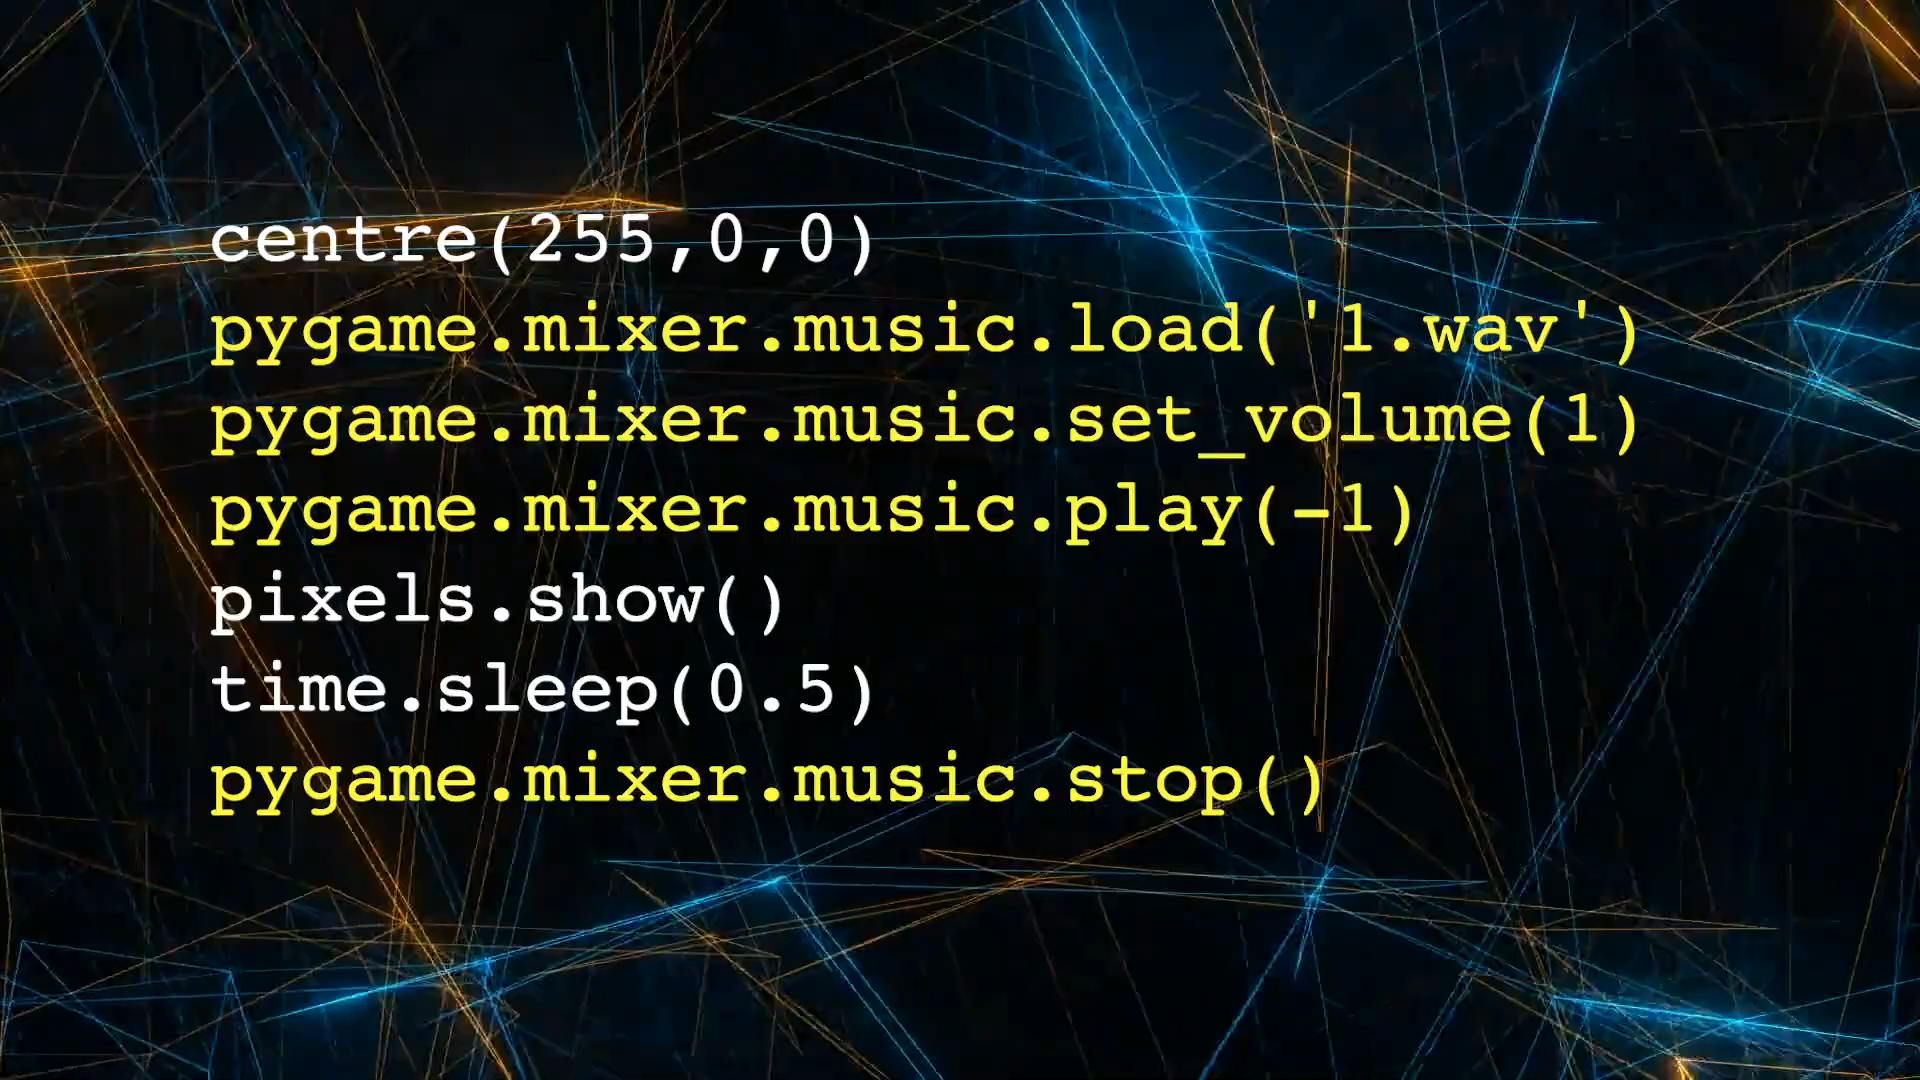 centre(255,0,0)
pygame.mixer.music.load('1.wav')
pygame.mixer.music.set_volume(1)
pygame.mixer.music.play(-1)
pixels.show()
time.sleep(0.5)
pygame.mixer.music.stop()